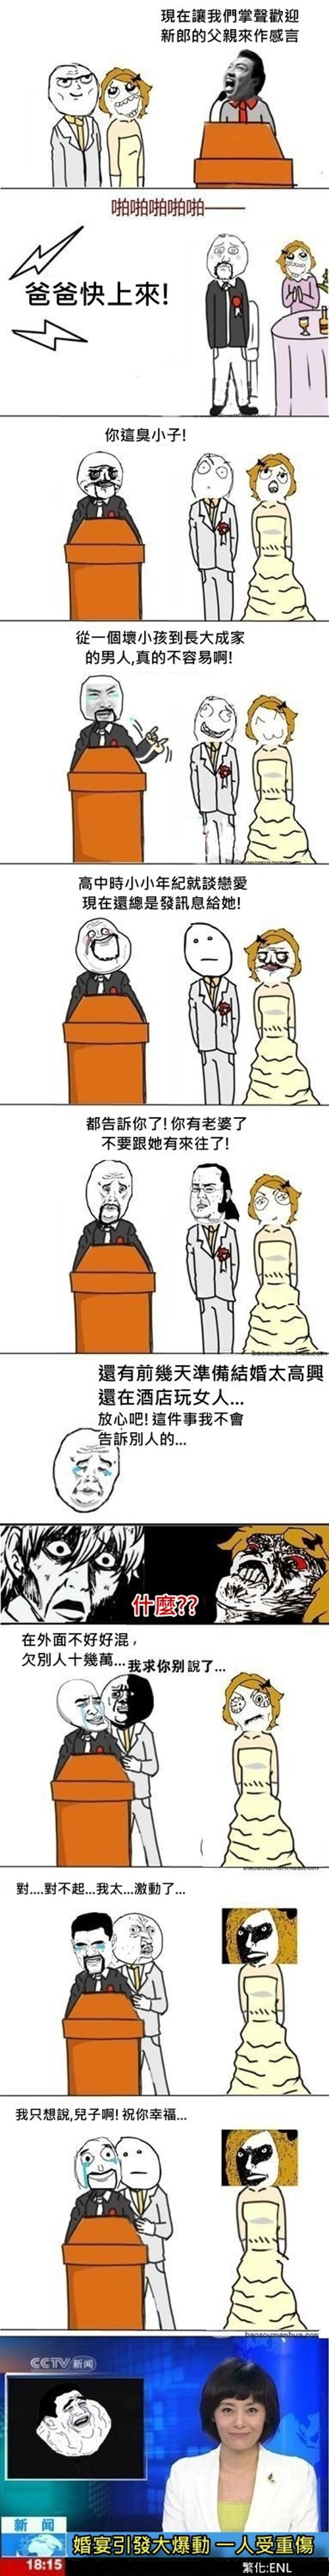 現在讓我們掌聲歡迎
新郎的父親來作感言
啪啪啪啪啪——
爸爸快上來!
你這臭小子!
從一個壞小孩到長大成家
的男人,真的不容易啊!
高中時小小年紀就談戀愛
現在還總是發訊息給她!
都告訴你了!你有老婆了
不要跟她有來往了!
baozoumanhua.com
還有前幾天準備結婚太高興
還在酒店玩女人...
放心吧!這件事我不會
告訴別人的...
什麼??
在外面不好好混,
欠別人十幾萬...我求你别說了...
baozoumanhua.com
對....對不起...我太...激動了...
我只想說,兒子啊!祝你幸福...
baozoumanhua.com
CCTV 新闻
新 闻
18:15
婚宴引發大爆動 一人受重傷
繁化:ENL